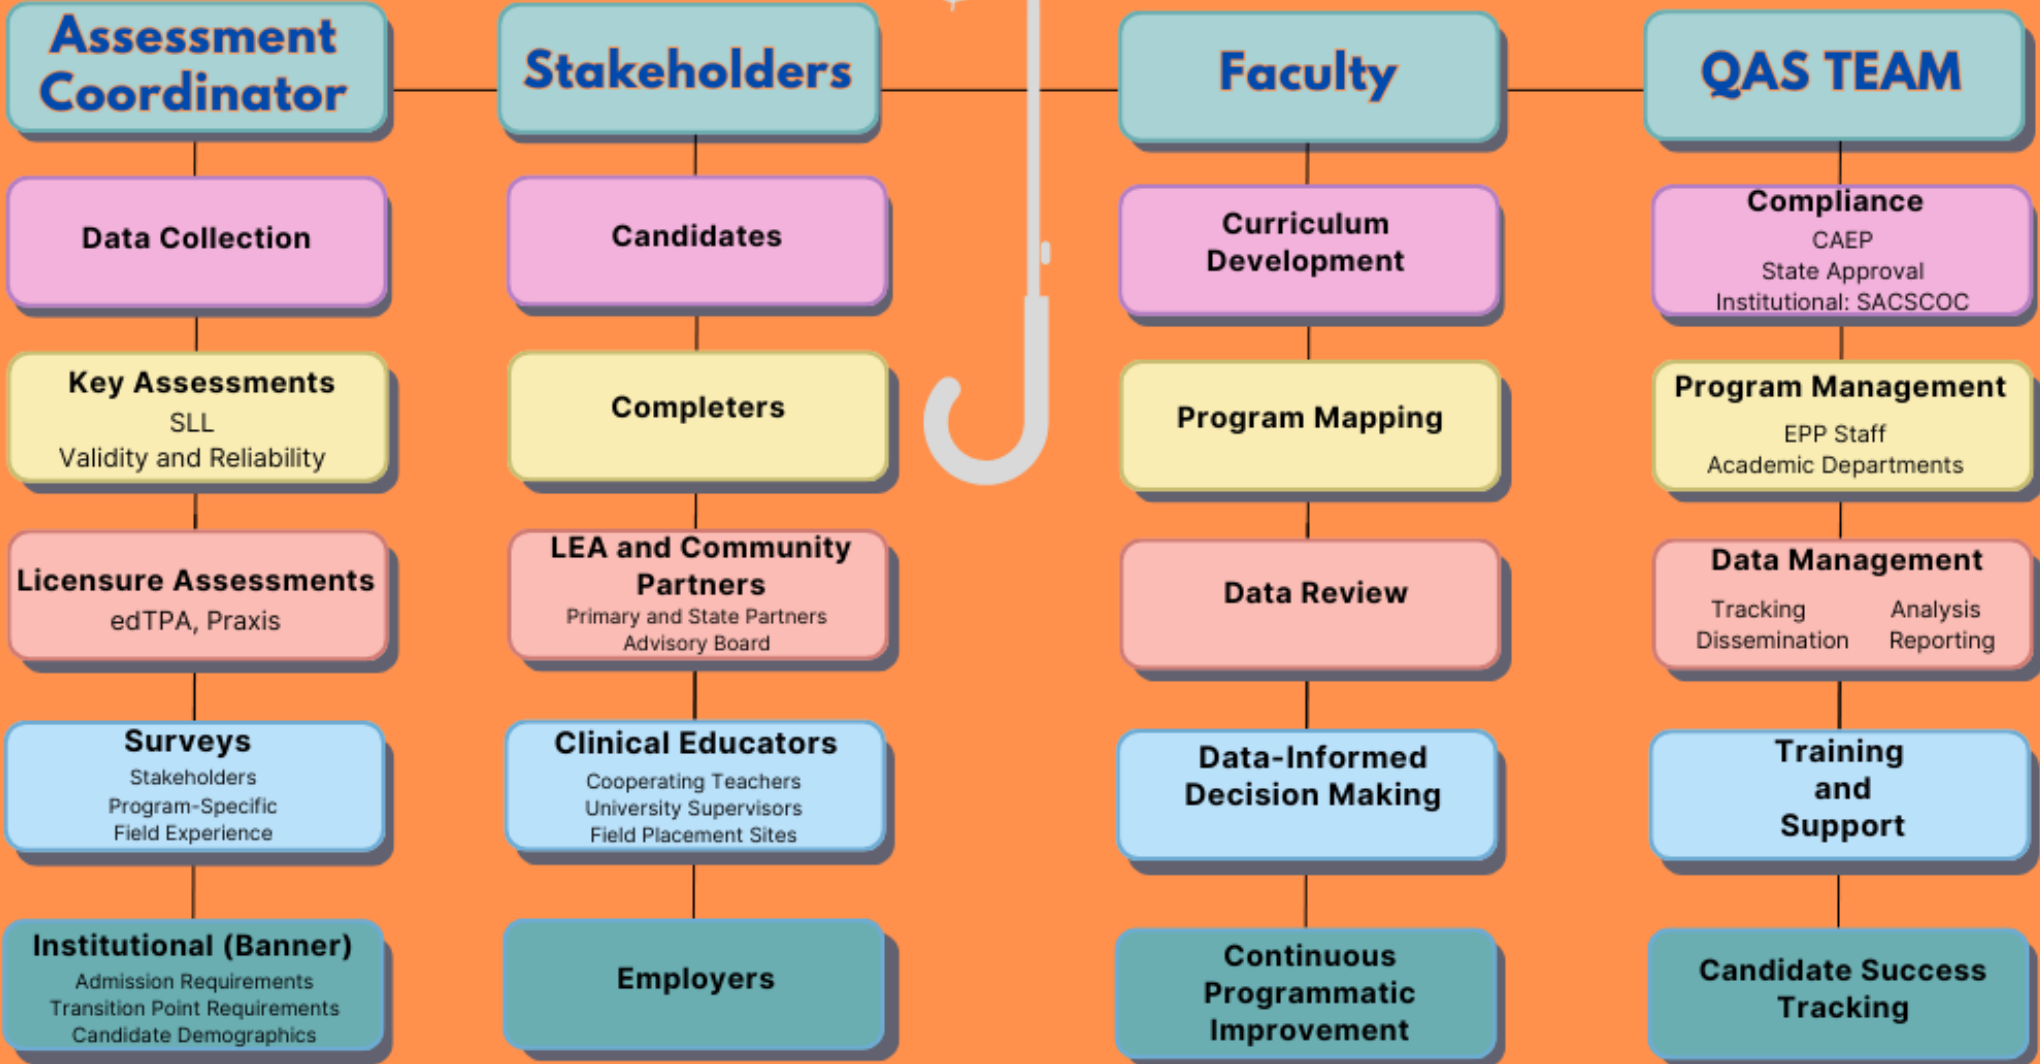 Assessment
Coordinator
Data Collection
Key Assessments
SLL
Validity and Reliability
Licensure Assessments
edTPA, Praxis
Surveys
Stakeholders
Program-Specific
Field Experience
Institutional (Banner)
Admission Requirements
Transition Point Requirements
Candidate Demographics
Stakeholders
Candidates
Completers
LEA and Community
Partners
Primary and State Partners
Advisory Board
Clinical Educators
Cooperating Teachers
University Supervisors
Field Placement Sites
Employers
Faculty
Curriculum
Development
Program Mapping
Data Review
Data-Informed
Decision Making
Continuous
Programmatic
Improvement
QAS TEAM
Compliance
CAEP
State Approval
Institutional: SACSCOC
Program Management
EPP Staff
Academic Departments
Data Management
Tracking Analysis
Dissemination Reporting
Training
and
Support
Candidate Success
Tracking